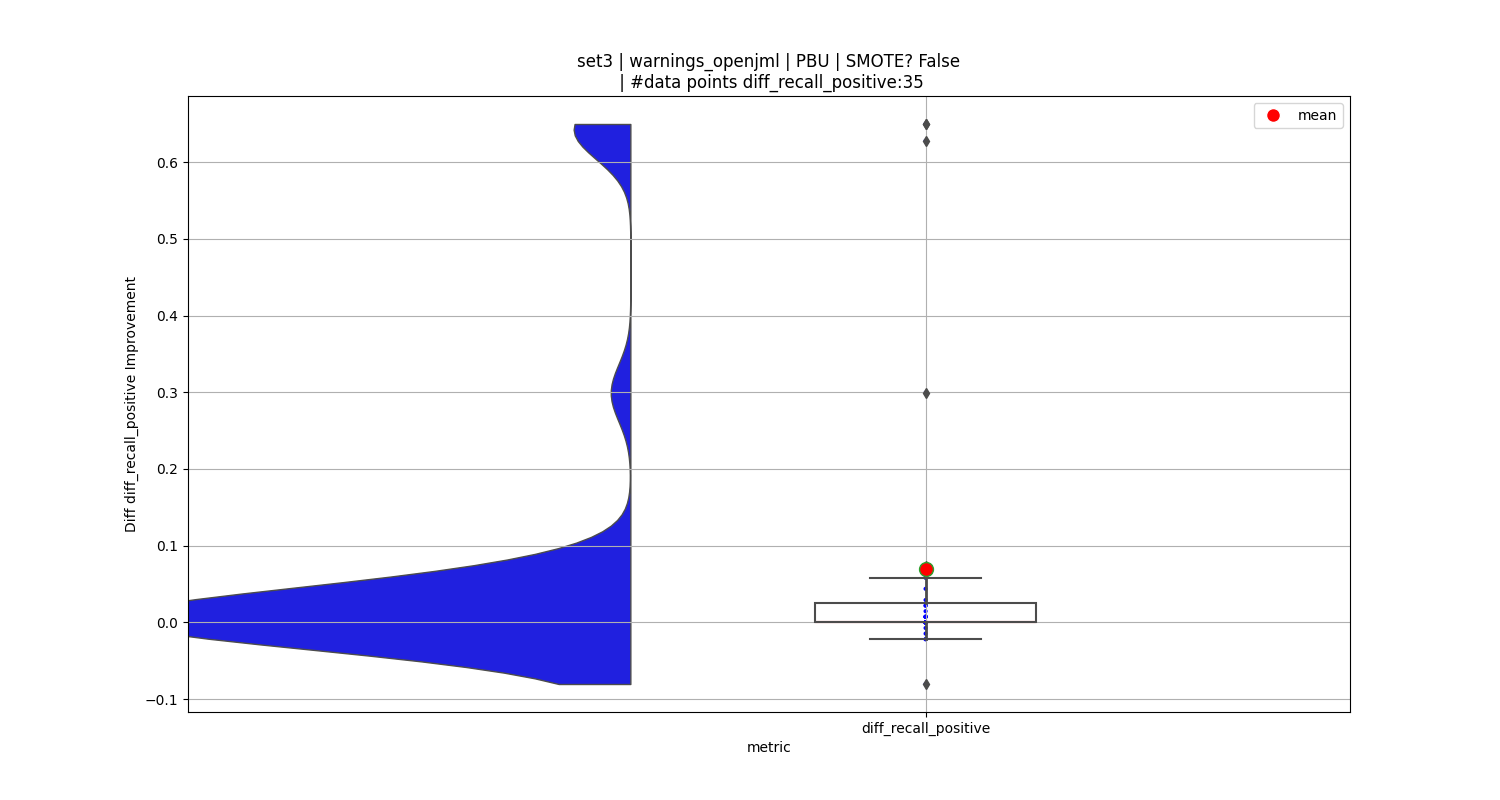 set3 | warnings_openjml | PBU | SMOTE? False
| #data points diff_recall_positive:35
mean
0.6
0.5
0.4
0.3
0.2
0.1
0.0
−0.1
Diff diff_recall_positive Improvement
diff_recall_positive
metric